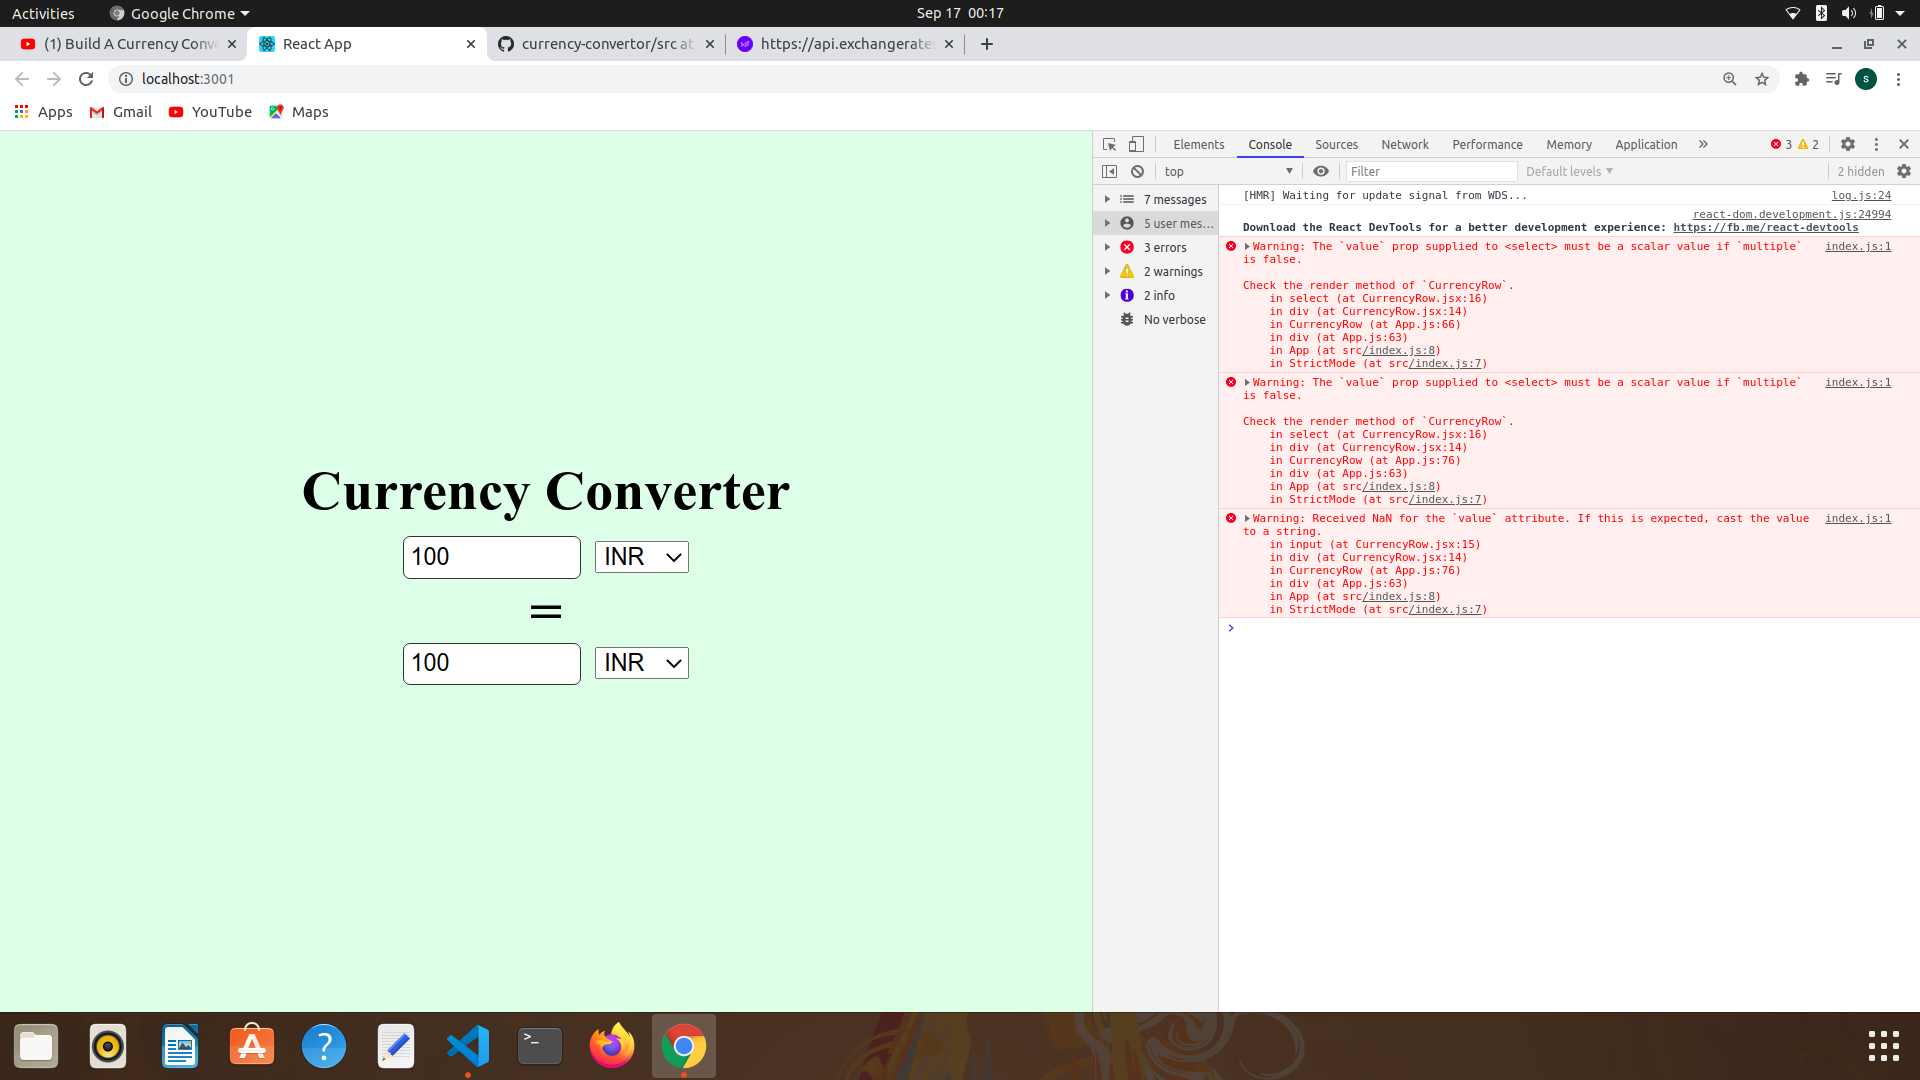 Activities
Google Chrome
Sep 17 00:17
(1) Build A Currency Conve
React App
currency-convertor/src at
https://api.exchangerates
localhost:3001
S
Apps
Gmail
YouTube
Maps
Elements
Console
Sources
Network
Performance
Memory
Application
3
2
top
Filter
Default levels
2 hidden
7 messages
5 user mes...
3 errors
2 warnings
2 info
No verbose
[HMR] Waiting for update signal from WDS...
log.js:24
react-dom.development.js:24994
Download the React DevTools for a better development experience: https://fb.me/react-devtools
Warning: The `value` prop supplied to <select> must be a scalar value if `multiple`
index.js:1
is false.
Check the render method of `CurrencyRow`.
in select (at CurrencyRow.jsx:16)
in div (at CurrencyRow.jsx:14)
in CurrencyRow (at App.js:66)
in div (at App.js:63)
in App (at src/index.js:8)
in StrictMode (at src/index.js:7)
Warning: The `value` prop supplied to <select> must be a scalar value if `multiple`
index.js:1
is false.
Check the render method of `CurrencyRow`.
in select (at CurrencyRow.jsx:16)
in div (at CurrencyRow.jsx:14)
in CurrencyRow (at App.js:76)
in div (at App.js:63)
in App (at src/index.js:8)
in StrictMode (at src/index.js:7)
Warning: Received NaN for the `value` attribute. If this is expected, cast the value
index.js:1
to a string.
in input (at CurrencyRow.jsx:15)
in div (at CurrencyRow.jsx:14)
in CurrencyRow (at App.js:76)
in div (at App.js:63)
in App (at src/index.js:8)
in StrictMode (at src/index.js:7)
Currency Converter
100
INR
=
100
INR